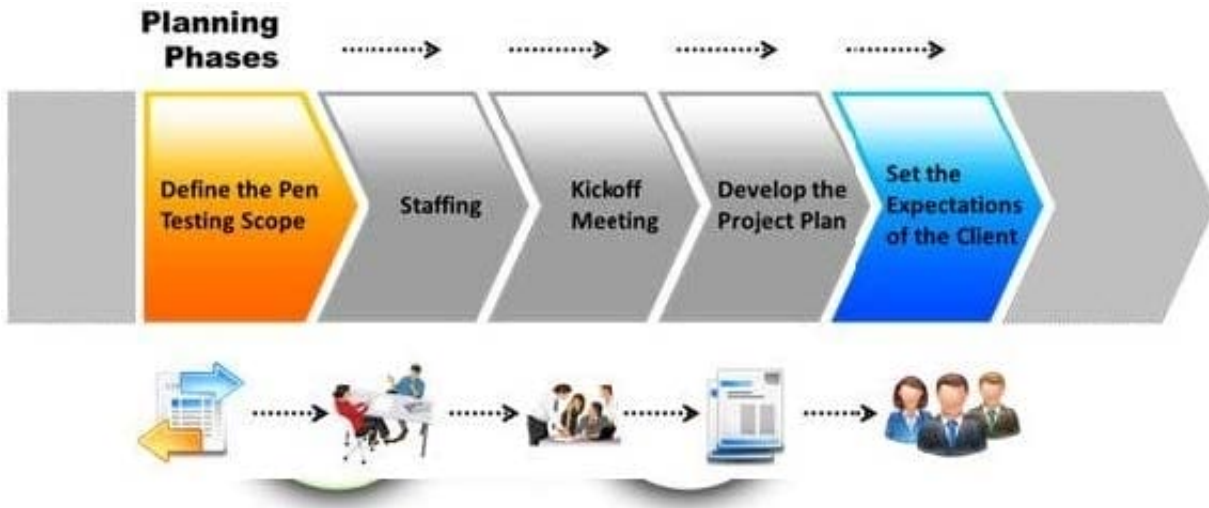 Planning
Phases
Define the Pen
Testing Scope
Staffing
Kickoff
Meeting
Develop the
Project Plan
Set the
Expectations
of the Client